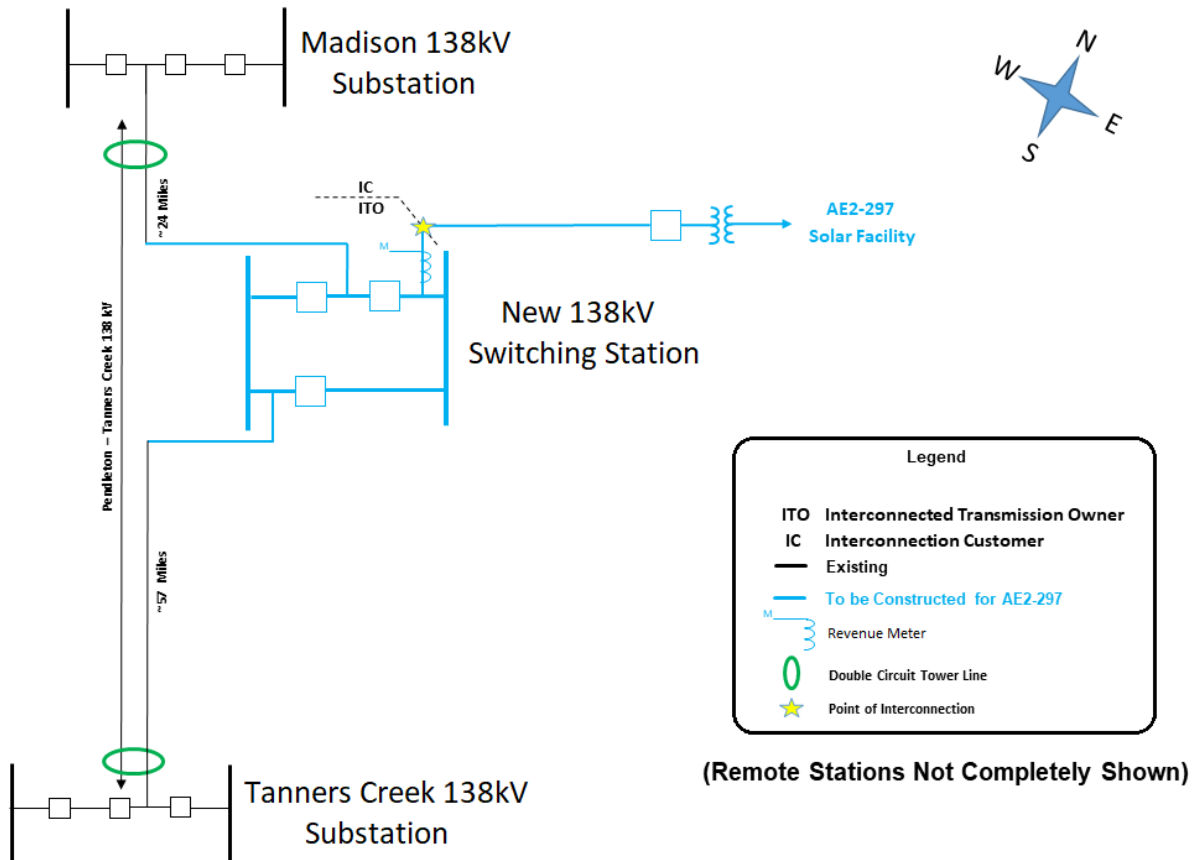 Madison 138kV
Substation
N
W
E
S
~24 Miles
IC
ITO
M
AE2-297
Solar Facility
New 138kV
Switching Station
Pendleton – Tanners Creek 138 kV
~57 Miles
Legend
ITO Interconnected Transmission Owner
IC Interconnection Customer
Existing
To be Constructed for AE2-297
M
Revenue Meter
Double Circuit Tower Line
Point of Interconnection
(Remote Stations Not Completely Shown)
Tanners Creek 138kV
Substation